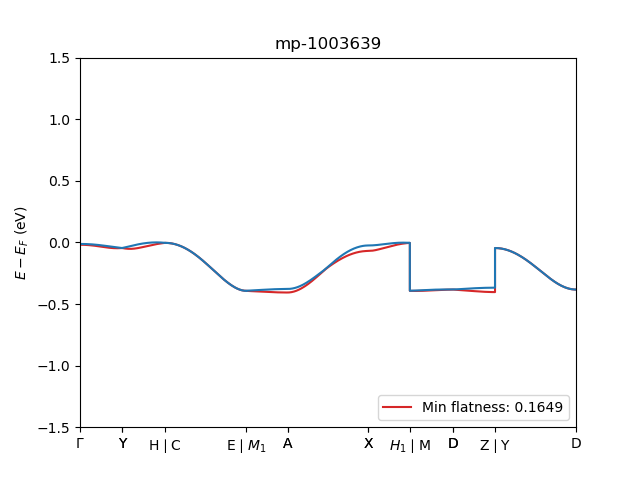 mp-1003639
1.5
1.0
0.5
0.0
−0.5
−1.0
−1.5
E − E_F (eV)
Min flatness: 0.1649
Γ Y H | C E | M_1 A X H_1 | M D Z | Y D